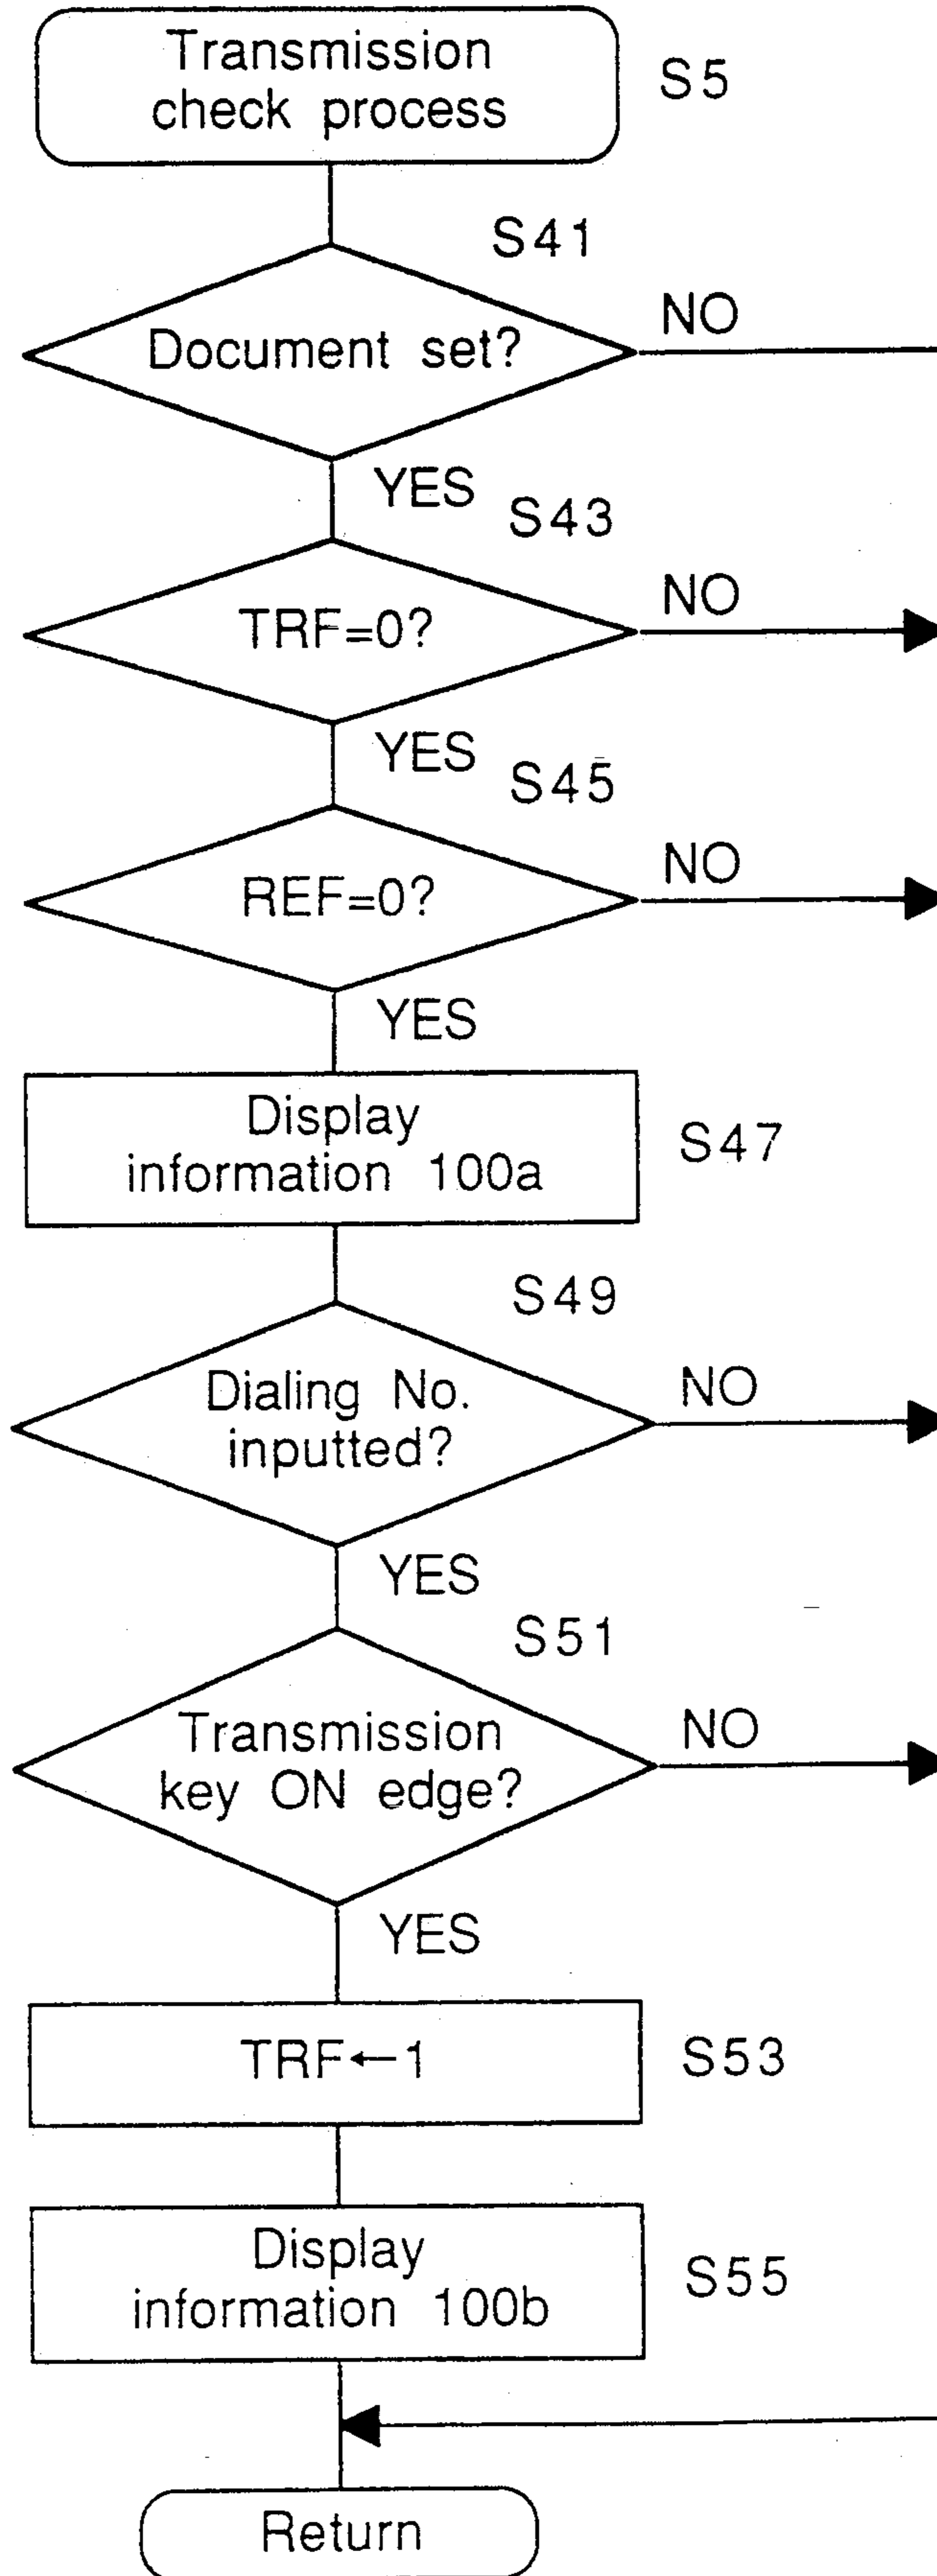 Transmission
check process
S5
S41
Document set?
NO
YES
S43
TRF=0?
NO
YES
S45
REF=0?
NO
YES
Display
information 100a
S47
S49
Dialing No.
inputted?
NO
YES
S51
Transmission
key ON edge?
NO
YES
TRF←1
S53
Display
information 100b
S55
Return